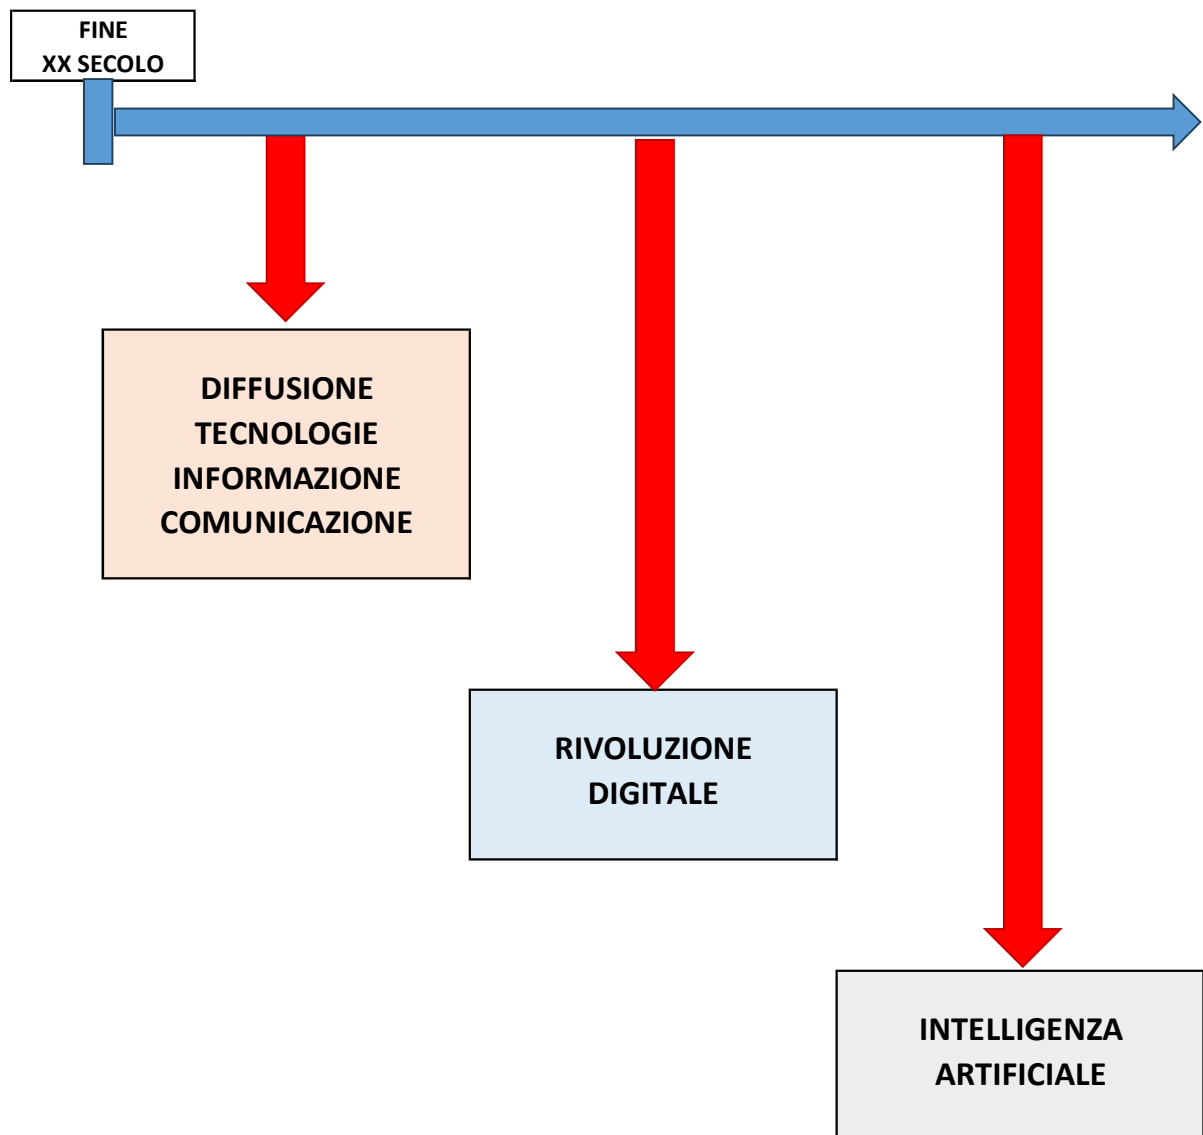 FINE
XX SECOLO
DIFFUSIONE
TECNOLOGIE
INFORMAZIONE
COMUNICAZIONE
RIVOLUZIONE
DIGITALE
INTELLIGENZA
ARTIFICIALE